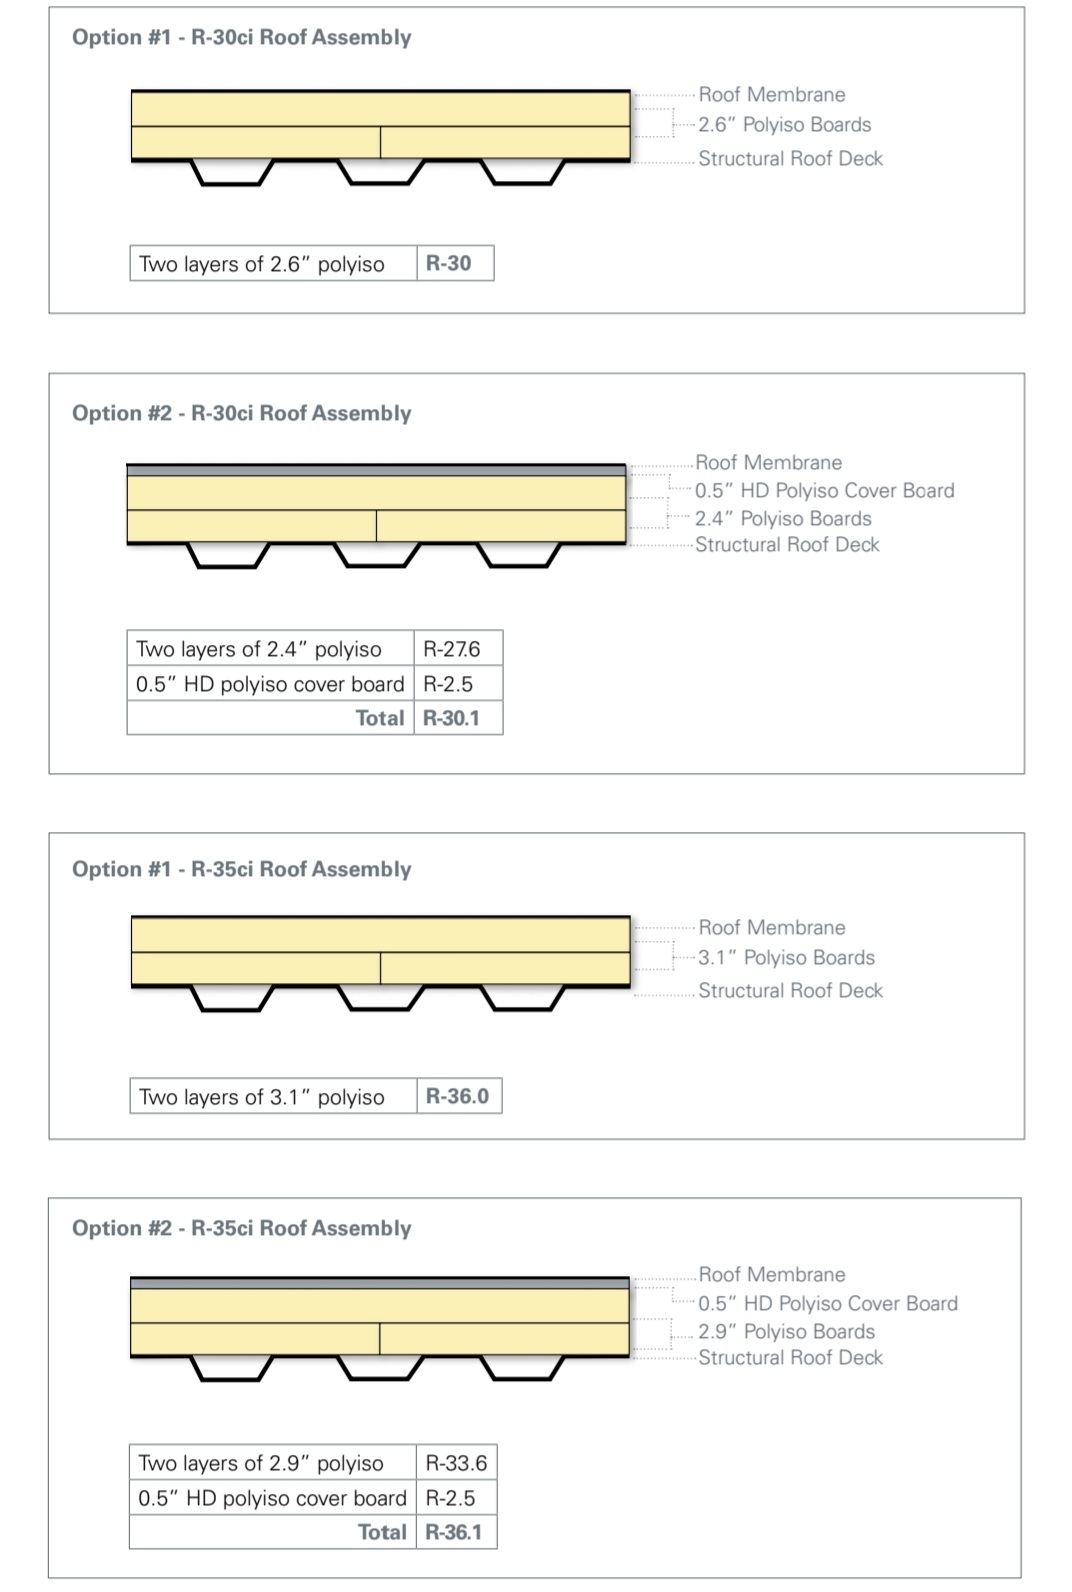 Option #1 - R-30ci Roof Assembly
Roof Membrane
2.6” Polyiso Boards
Structural Roof Deck
Two layers of 2.6” polyiso R-30
Option #2 - R-30ci Roof Assembly
Roof Membrane
0.5” HD Polyiso Cover Board
2.4” Polyiso Boards
Structural Roof Deck
Two layers of 2.4” polyiso R-27.6
0.5” HD polyiso cover board R-2.5
Total R-30.1
Option #1 - R-35ci Roof Assembly
Roof Membrane
3.1” Polyiso Boards
Structural Roof Deck
Two layers of 3.1” polyiso R-36.0
Option #2 - R-35ci Roof Assembly
Roof Membrane
0.5” HD Polyiso Cover Board
2.9” Polyiso Boards
Structural Roof Deck
Two layers of 2.9” polyiso R-33.6
0.5” HD polyiso cover board R-2.5
Total R-36.1